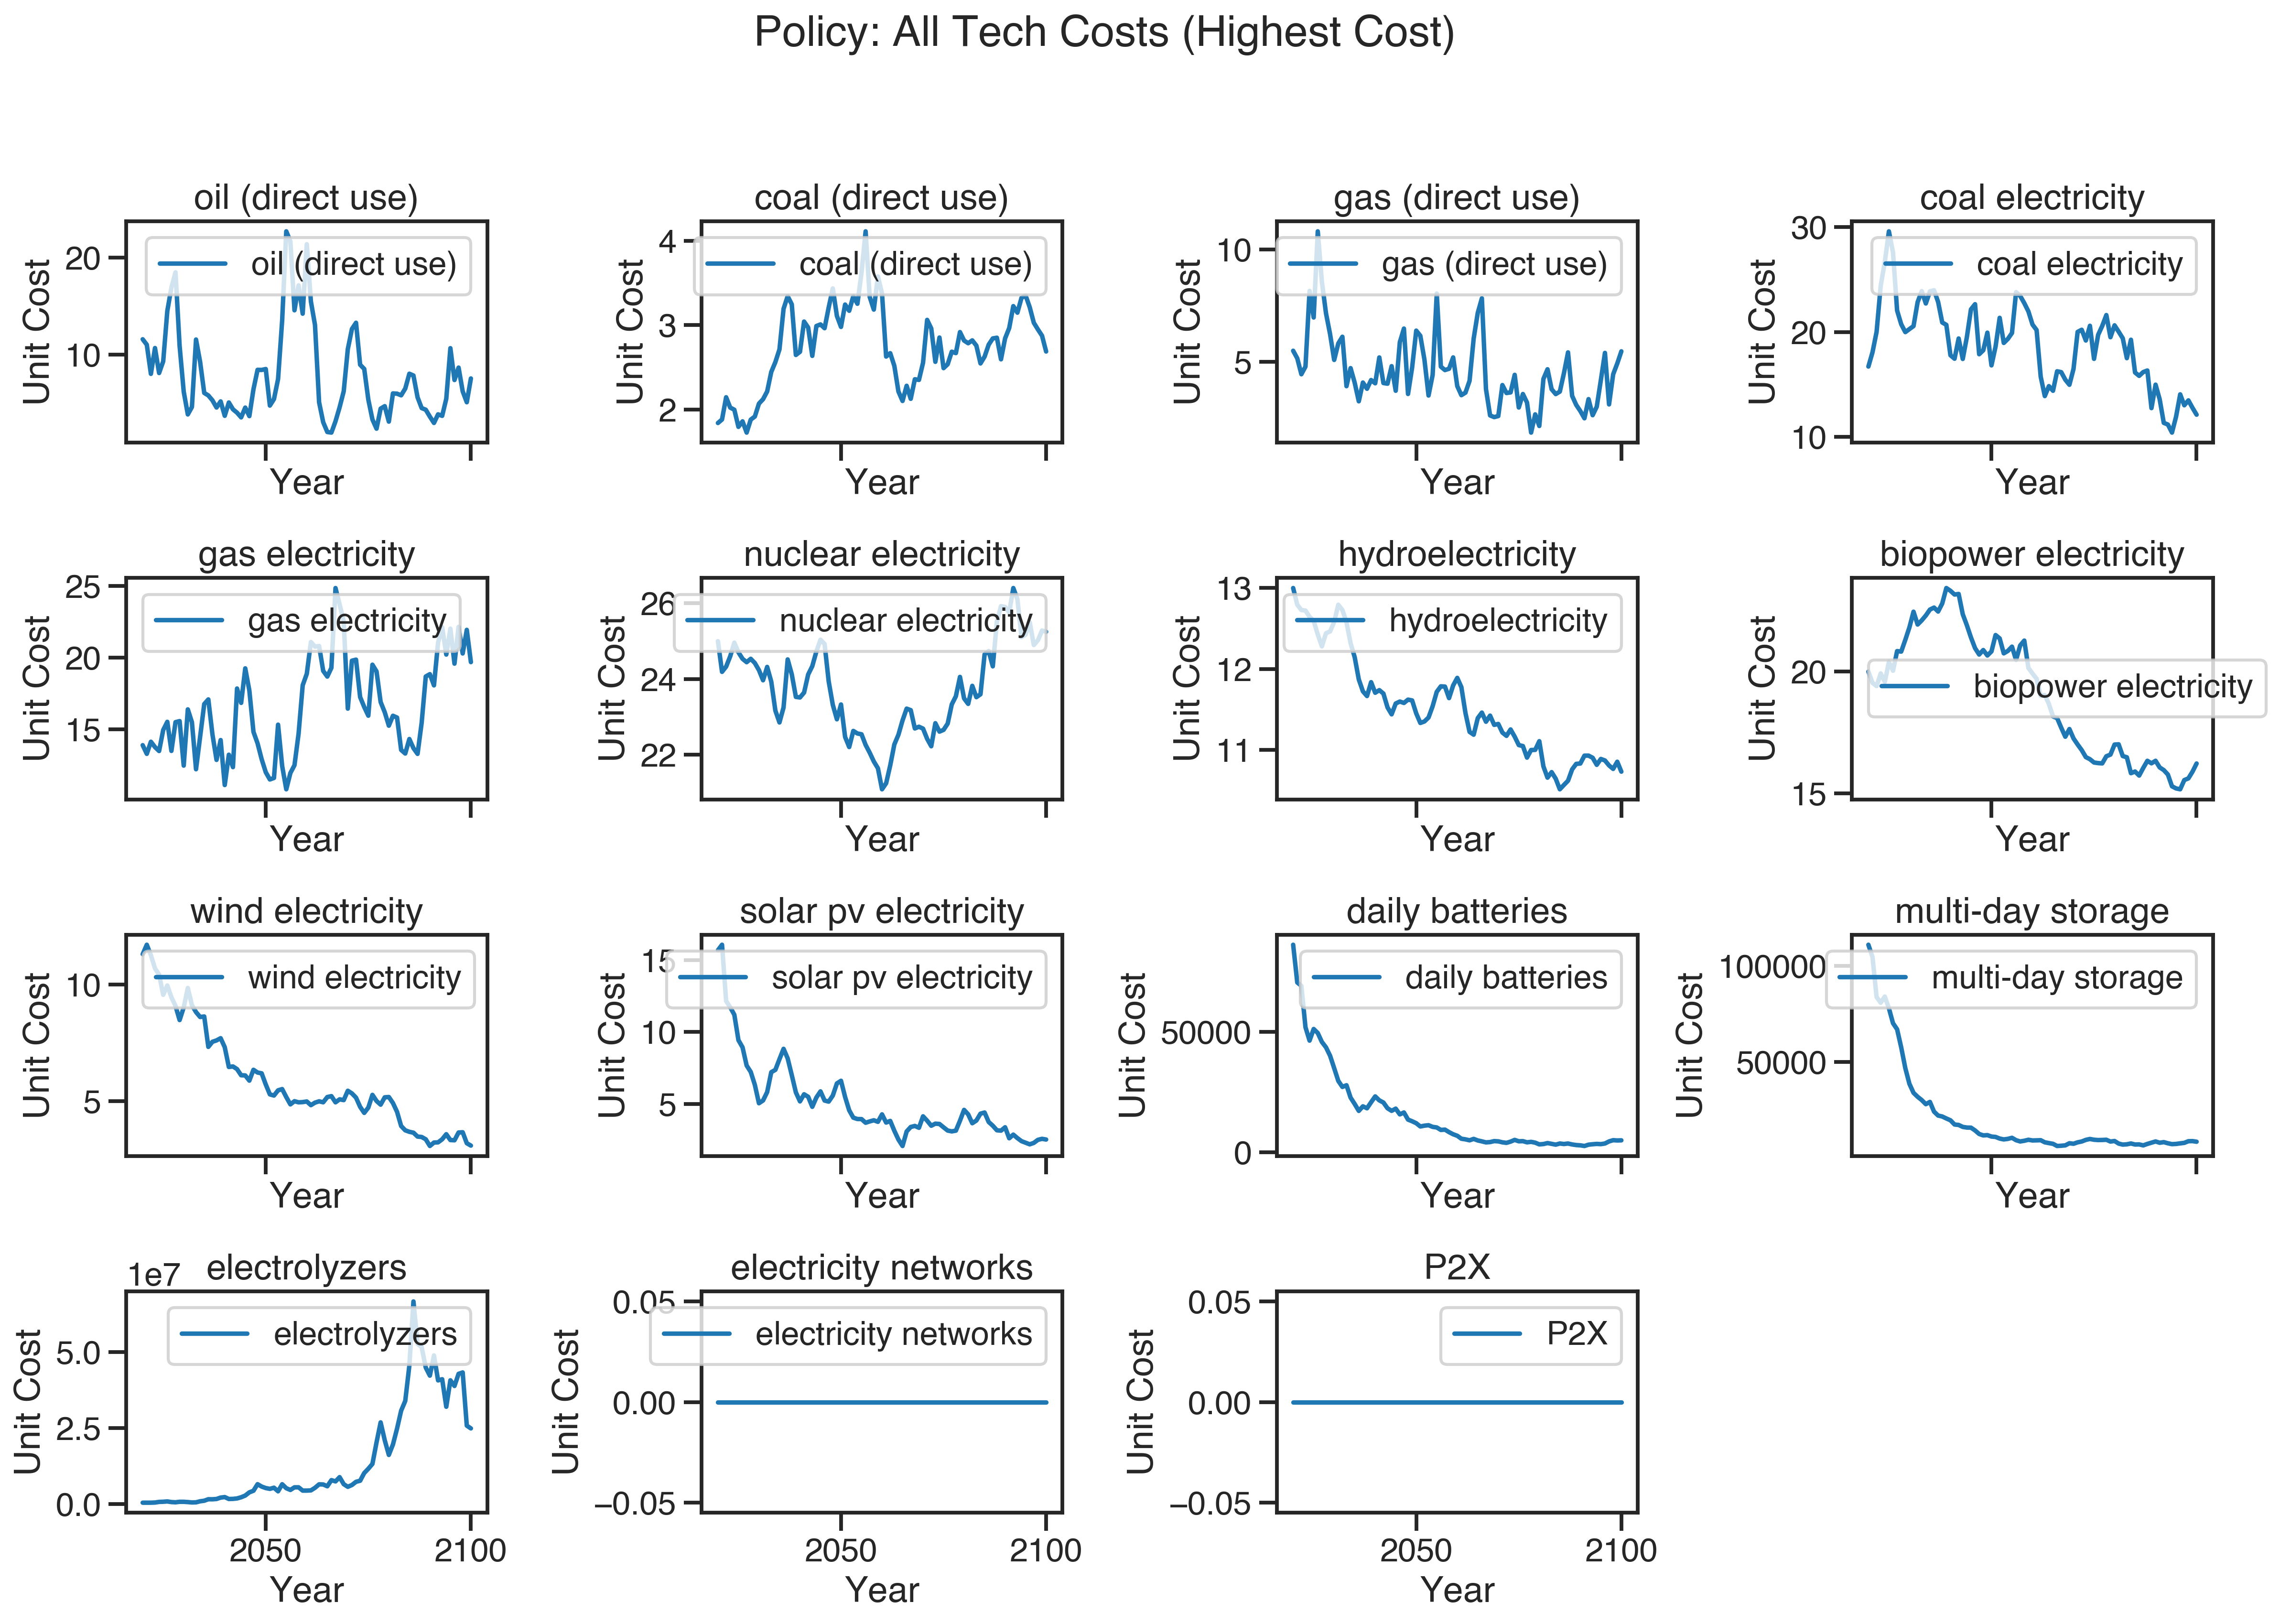 Policy: All Tech Costs (Highest Cost)
oil (direct use)
20
10
Unit Cost
oil (direct use)
Year
coal (direct use)
4
3
2
Unit Cost
coal (direct use)
Year
gas (direct use)
10
5
Unit Cost
gas (direct use)
Year
coal electricity
30
20
10
Unit Cost
coal electricity
Year
gas electricity
25
20
15
Unit Cost
gas electricity
Year
nuclear electricity
26
24
22
Unit Cost
nuclear electricity
Year
hydroelectricity
13
12
11
Unit Cost
hydroelectricity
Year
biopower electricity
20
15
Unit Cost
biopower electricity
Year
wind electricity
10
5
Unit Cost
wind electricity
Year
solar pv electricity
15
10
5
Unit Cost
solar pv electricity
Year
daily batteries
50000
0
Unit Cost
daily batteries
Year
multi-day storage
100000
50000
Unit Cost
multi-day storage
Year
electrolyzers
1e7
5.0
2.5
0.0
Unit Cost
electrolyzers
2050 2100
Year
electricity networks
0.05
0.00
−0.05
Unit Cost
electricity networks
2050 2100
Year
P2X
0.05
0.00
−0.05
Unit Cost
P2X
2050 2100
Year